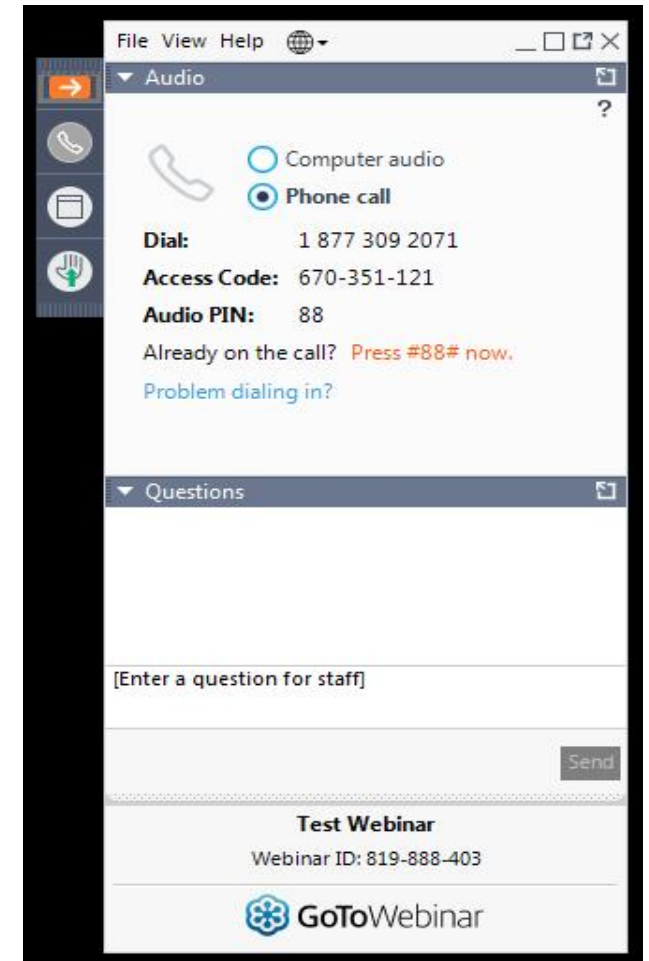 File View Help
Audio
?
Computer audio
Phone call
Dial: 1 877 309 2071
Access Code: 670-351-121
Audio PIN: 88
Already on the call? Press #88# now.
Problem dialing in?
Questions
[Enter a question for staff]
Send
Test Webinar
Webinar ID: 819-888-403
GoToWebinar